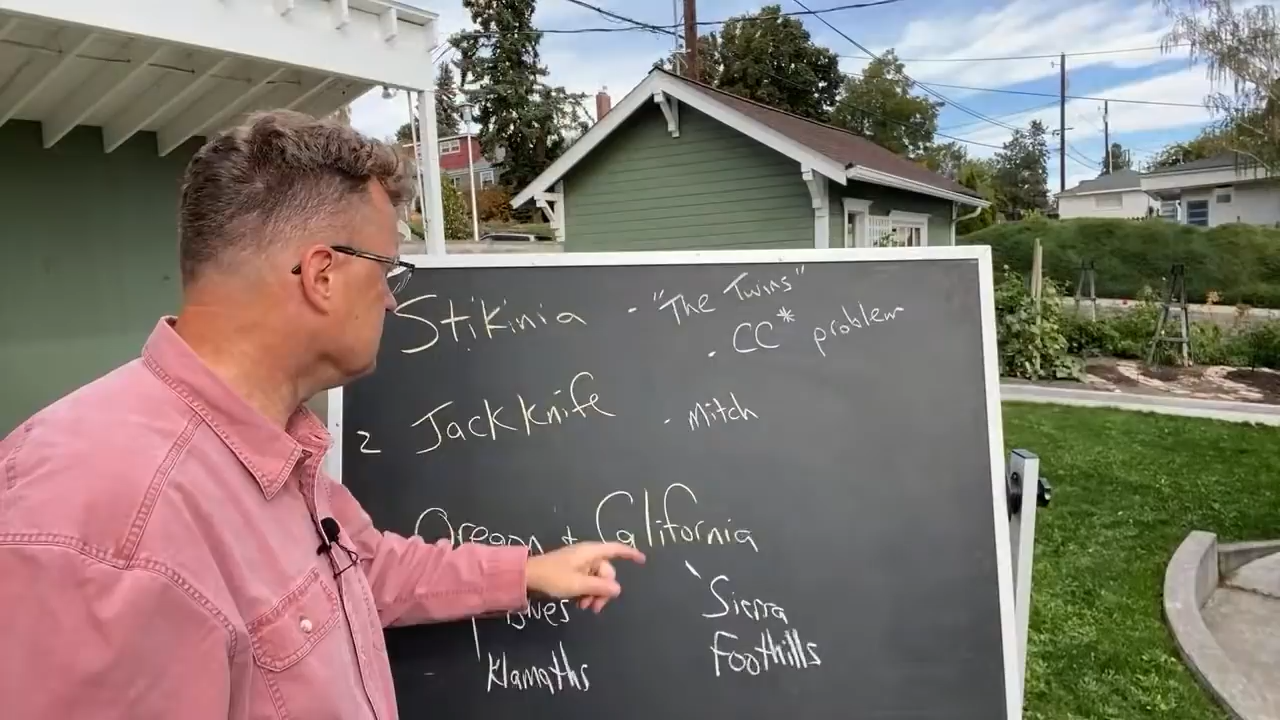 Stikinia - "The Twins"
· CC* problem
2 Jackknife - Mitch
Oregon + California
Sierra
Klamaths Foothills